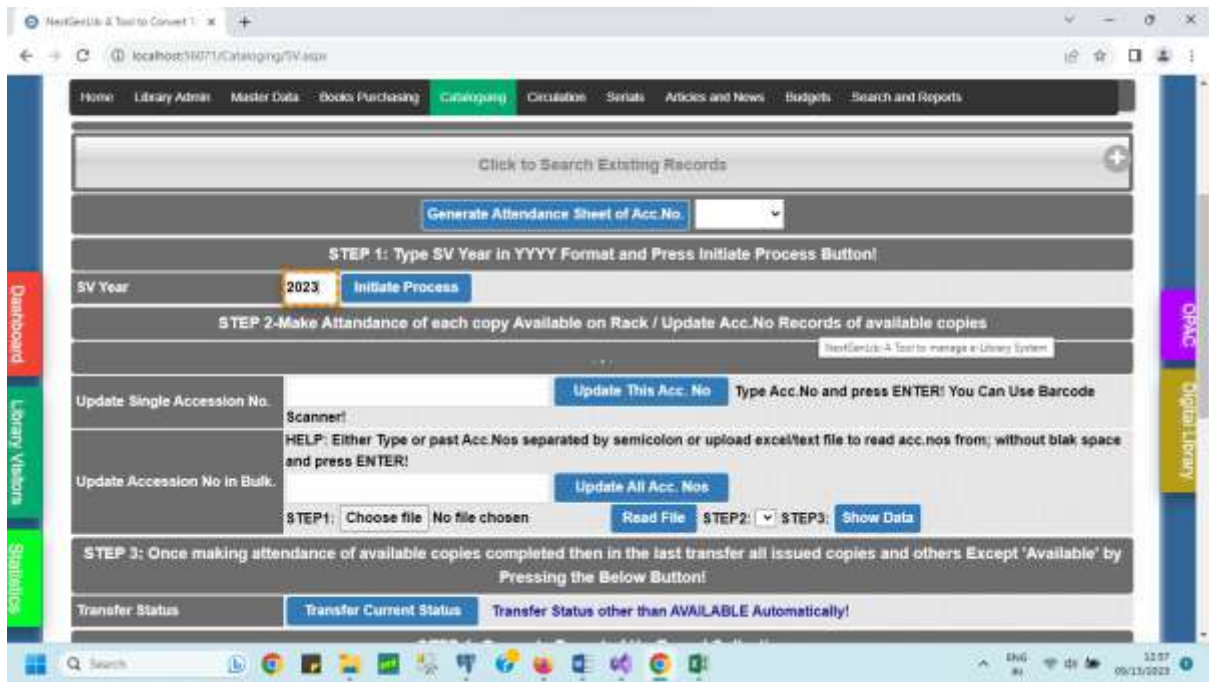 NextGenLib-A Tool to Convert T
localhost:56071/Cataloging/SV.aspx
Home Library Admin Master Data Books Purchasing Cataloguing Circulation Serials Articles and News Budgets Search and Reports
Click to Search Existing Records
Generate Attendance Sheet of Acc.No.
STEP 1: Type SV Year in YYYY Format and Press Initiate Process Button!
SV Year 2023 Initiate Process
STEP 2-Make Attandance of each copy Available on Rack / Update Acc.No Records of available copies
NextGenLib-A Tool to manage e-Library System
Update Single Accession No. Update This Acc. No Type Acc.No and press ENTER! You Can Use Barcode
Scanner!
HELP: Either Type or past Acc.Nos separated by semicolon or upload excel/text file to read acc.nos from; without blak space
and press ENTER!
Update Accession No in Bulk. Update All Acc. Nos
STEP1: Choose file No file chosen Read File STEP2: STEP3: Show Data
STEP 3: Once making attendance of available copies completed then in the last transfer all issued copies and others Except 'Available' by
Pressing the Below Button!
Transfer Status Transfer Current Status Transfer Status other than AVAILABLE Automatically!
Dashboard
Library Visitors
Statistics
OPAC
Digital Library
Search
ENG
12:57
09/13/2023